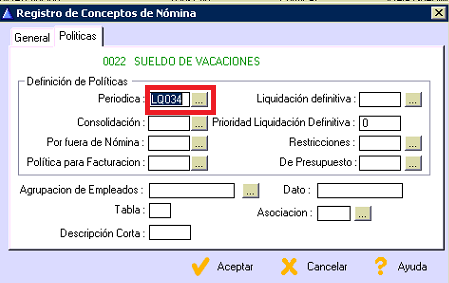 Registro de Conceptos de Nómina
General Politicas
0022 SUELDO DE VACACIONES
Definición de Políticas
Periodica : LQ034 ... Liquidación definitiva : ...
Consolidación : ... Prioridad Liquidación Definitiva : 0
Por fuera de Nómina : ... Restricciones : ...
Política para Facturacion : ... De Presupuesto : ...
Agrupacion de Empleados : ... Dato :
Tabla : Asociacion : ...
Descripción Corta :
Aceptar Cancelar ? Ayuda